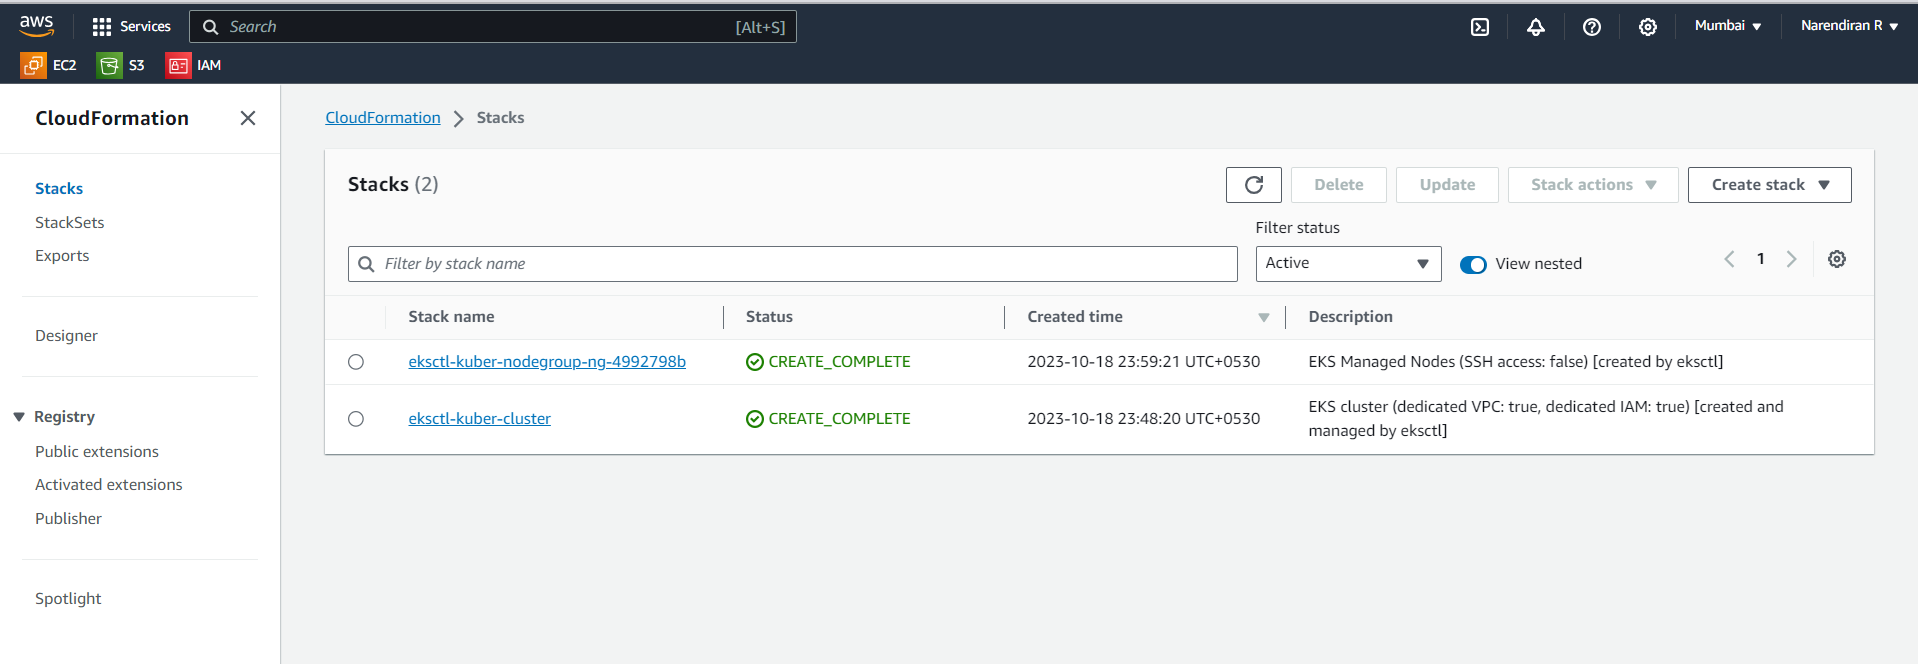 aws Services Search [Alt+S] Mumbai Narendiran R
EC2 S3 IAM
CloudFormation
Stacks
StackSets
Exports
Designer
Registry
Public extensions
Activated extensions
Publisher
Spotlight
CloudFormation Stacks
Stacks (2) Delete Update Stack actions Create stack
Filter status
Filter by stack name Active View nested 1
Stack name Status Created time Description
eksctl-kuber-nodegroup-ng-4992798b CREATE_COMPLETE 2023-10-18 23:59:21 UTC+0530 EKS Managed Nodes (SSH access: false) [created by eksctl]
eksctl-kuber-cluster CREATE_COMPLETE 2023-10-18 23:48:20 UTC+0530 EKS cluster (dedicated VPC: true, dedicated IAM: true) [created and
managed by eksctl]